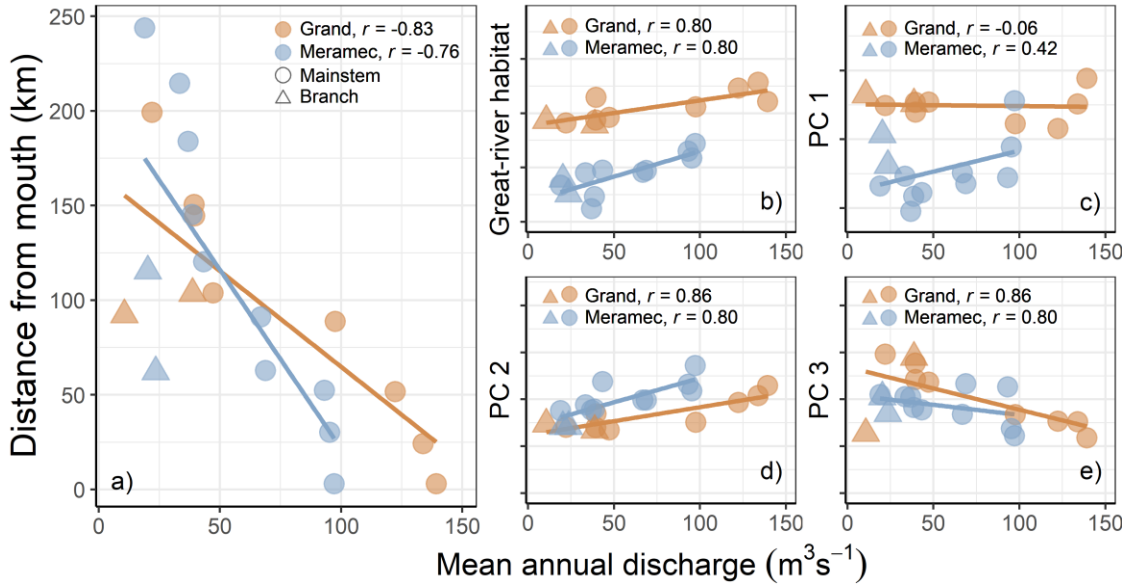 Distance from mouth (km)
250
200
150
100
50
0
Grand, r = -0.83
Meramec, r = -0.76
Mainstem
Branch
a)
0 50 100 150
Great-river habitat
Grand, r = 0.80
Meramec, r = 0.80
b)
0 50 100 150
PC 1
Grand, r = -0.06
Meramec, r = 0.42
c)
0 50 100 150
PC 2
Grand, r = 0.86
Meramec, r = 0.80
d)
0 50 100 150
PC 3
Grand, r = 0.86
Meramec, r = 0.80
e)
0 50 100 150
Mean annual discharge (m³s⁻¹)